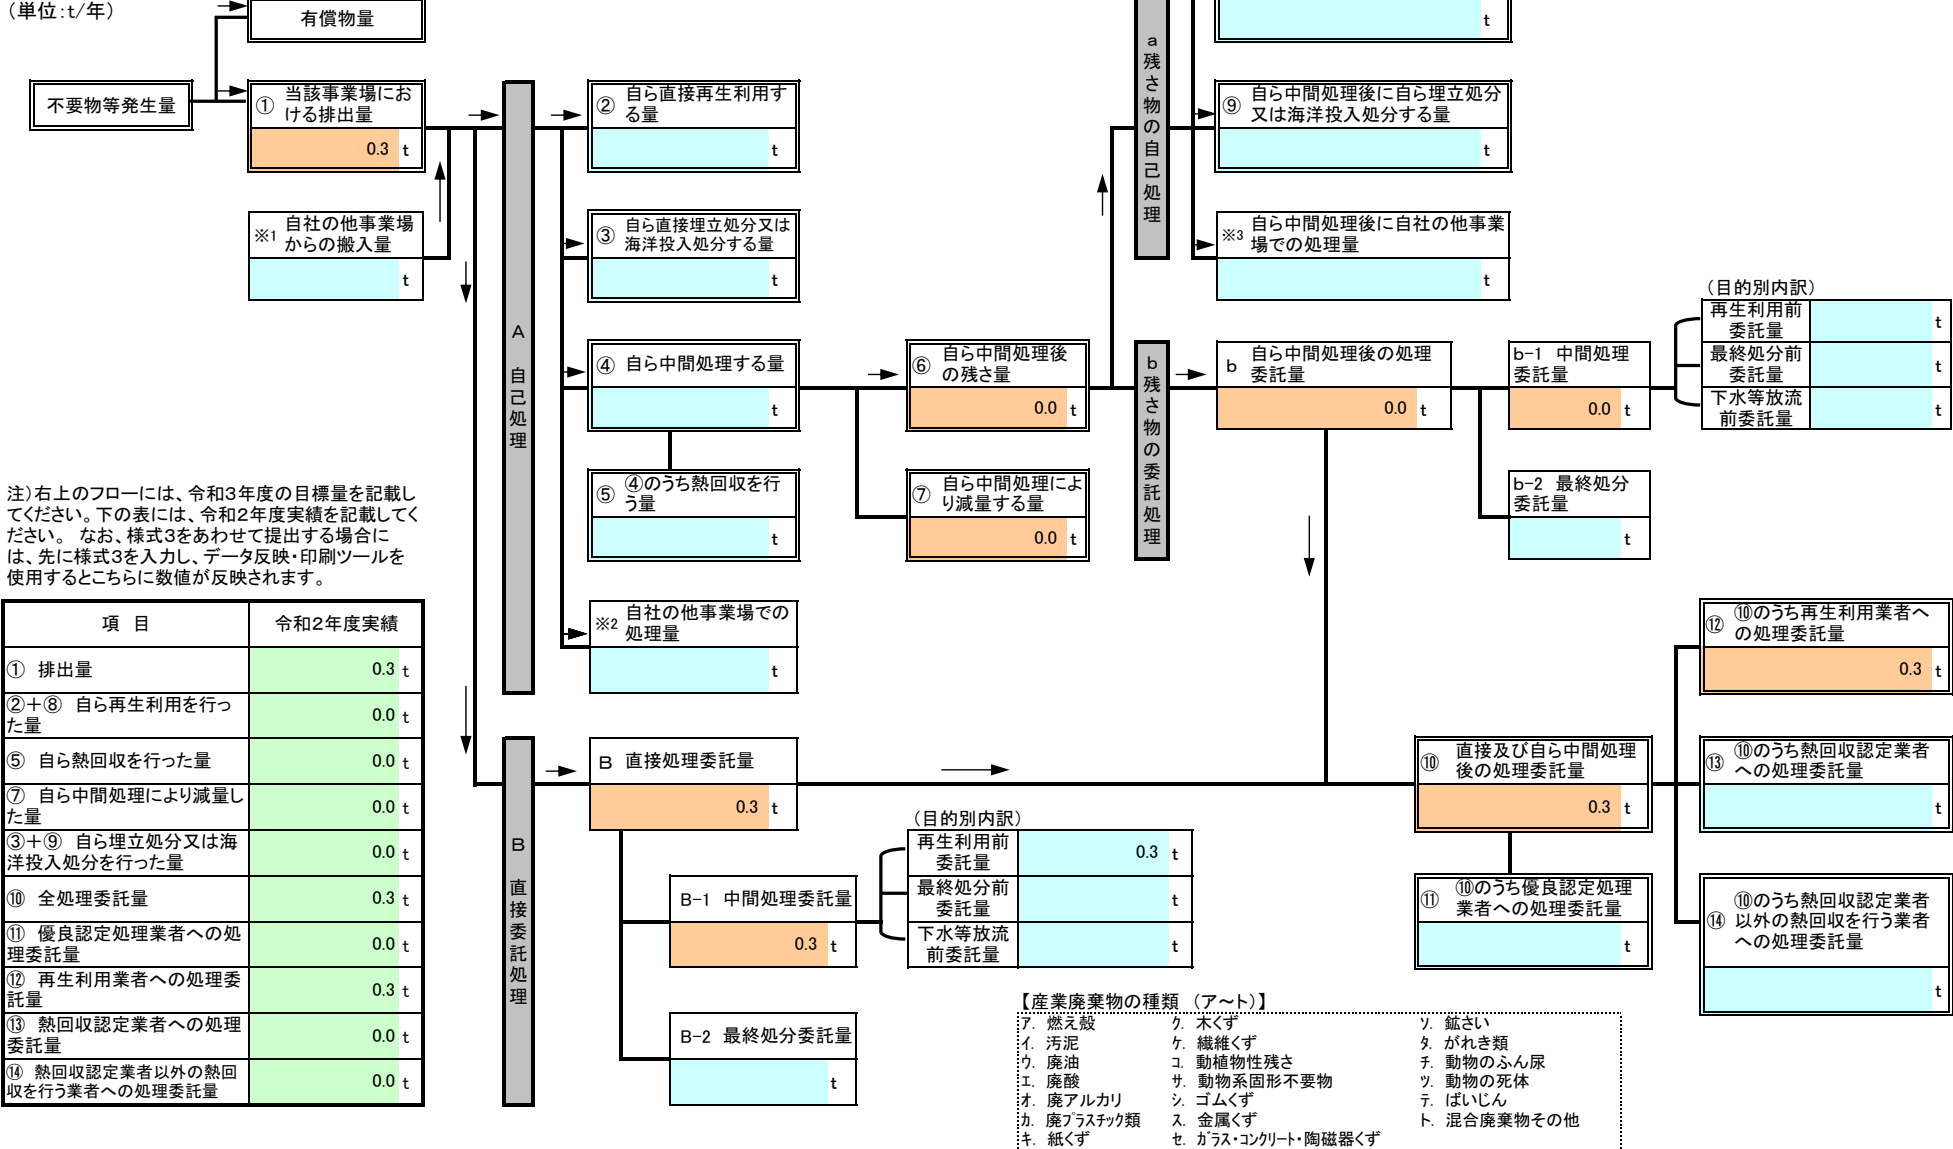 （単位:t/年）
有償物量
t
不要物等発生量
① 当該事業場にお
ける排出量
0.3 t
※1 自社の他事業場
からの搬入量
t
A 自己処理
② 自ら直接再生利用す
る量
t
③ 自ら直接埋立処分又は
海洋投入処分する量
t
④ 自ら中間処理する量
t
⑤ ④のうち熱回収を行
う量
t
※2 自社の他事業場での
処理量
t
⑥ 自ら中間処理後
の残さ量
0.0 t
⑦ 自ら中間処理によ
り減量する量
0.0 t
a残さ物の自己処理
⑨ 自ら中間処理後に自ら埋立処分
又は海洋投入処分する量
t
※3 自ら中間処理後に自社の他事業
場での処理量
t
b残さ物の委託処理
b 自ら中間処理後の処理
委託量
0.0 t
b-1 中間処理
委託量
0.0 t
b-2 最終処分
委託量
t
（目的別内訳）
再生利用前
委託量
t
最終処分前
委託量
t
下水等放流
前委託量
t
注）右上のフローには、令和3年度の目標量を記載し
てください。下の表には、令和2年度実績を記載してく
ださい。 なお、様式3をあわせて提出する場合に
は、先に様式3を入力し、データ反映・印刷ツールを
使用するとこちらに数値が反映されます。
項 目 令和2年度実績
① 排出量 0.3 t
②＋⑧ 自ら再生利用を行っ
た量 0.0 t
⑤ 自ら熱回収を行った量 0.0 t
⑦ 自ら中間処理により減量し
た量 0.0 t
③＋⑨ 自ら埋立処分又は海
洋投入処分を行った量 0.0 t
⑩ 全処理委託量 0.3 t
⑪ 優良認定処理業者への処
理委託量 0.0 t
⑫ 再生利用業者への処理委
託量 0.3 t
⑬ 熱回収認定業者への処理
委託量 0.0 t
⑭ 熱回収認定業者以外の熱回
収を行う業者への処理委託量 0.0 t
B 直接委託処理
B 直接処理委託量
0.3 t
B-1 中間処理委託量
0.3 t
B-2 最終処分委託量
t
（目的別内訳）
再生利用前
委託量
0.3 t
最終処分前
委託量
t
下水等放流
前委託量
t
⑩ 直接及び自ら中間処理
後の処理委託量
0.3 t
⑪ ⑩のうち優良認定処理
業者への処理委託量
t
⑫ ⑩のうち再生利用業者へ
の処理委託量
0.3 t
⑬ ⑩のうち熱回収認定業者
への処理委託量
t
⑭ ⑩のうち熱回収認定業者
以外の熱回収を行う業者
への処理委託量
t
【産業廃棄物の種類 （ア～ト）】
ｱ. 燃え殻 ｸ. 木くず ｿ. 鉱さい
ｲ. 汚泥 ｹ. 繊維くず ﾀ. がれき類
ｳ. 廃油 ｺ. 動植物性残さ ﾁ. 動物のふん尿
ｴ. 廃酸 ｻ. 動物系固形不要物 ﾂ. 動物の死体
ｵ. 廃アルカリ ｼ. ゴムくず ﾃ. ばいじん
ｶ. 廃ﾌﾟﾗｽﾁｯｸ類 ｽ. 金属くず ﾄ. 混合廃棄物その他
ｷ. 紙くず ｾ. ｶﾞﾗｽ・ｺﾝｸﾘｰﾄ・陶磁器くず